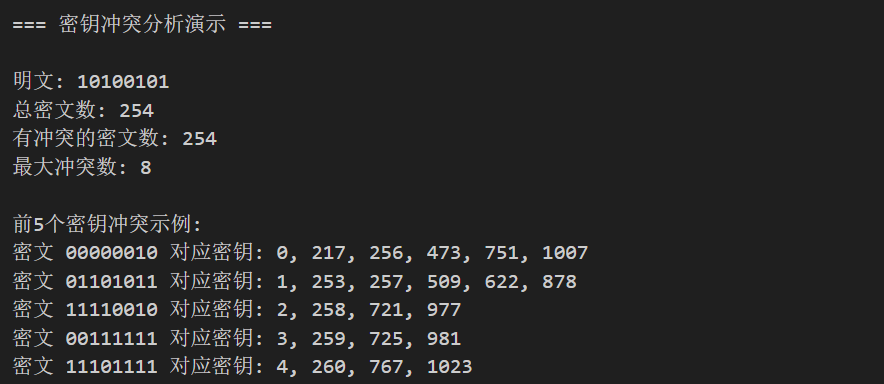 === 密钥冲突分析演示 ===
明文: 10100101
总密文数: 254
有冲突的密文数: 254
最大冲突数: 8
前5个密钥冲突示例:
密文 00000010 对应密钥: 0, 217, 256, 473, 751, 1007
密文 01101011 对应密钥: 1, 253, 257, 509, 622, 878
密文 11110010 对应密钥: 2, 258, 721, 977
密文 00111111 对应密钥: 3, 259, 725, 981
密文 11101111 对应密钥: 4, 260, 767, 1023